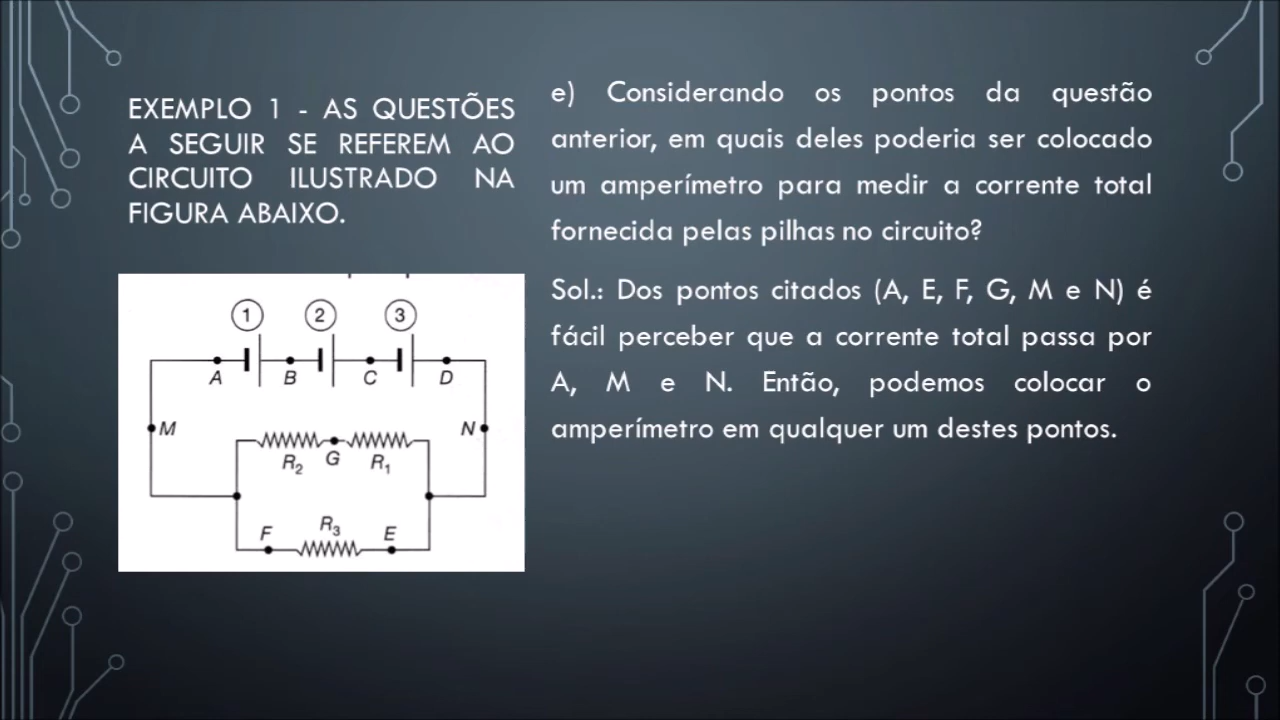 EXEMPLO 1 - AS QUESTÕES
A SEGUIR SE REFEREM AO
CIRCUITO ILUSTRADO NA
FIGURA ABAIXO.
1 2 3
A B C D
M N
R2 G R1
F R3 E
e) Considerando os pontos da questão
anterior, em quais deles poderia ser colocado
um amperímetro para medir a corrente total
fornecida pelas pilhas no circuito?
Sol.: Dos pontos citados (A, E, F, G, M e N) é
fácil perceber que a corrente total passa por
A, M e N. Então, podemos colocar o
amperímetro em qualquer um destes pontos.